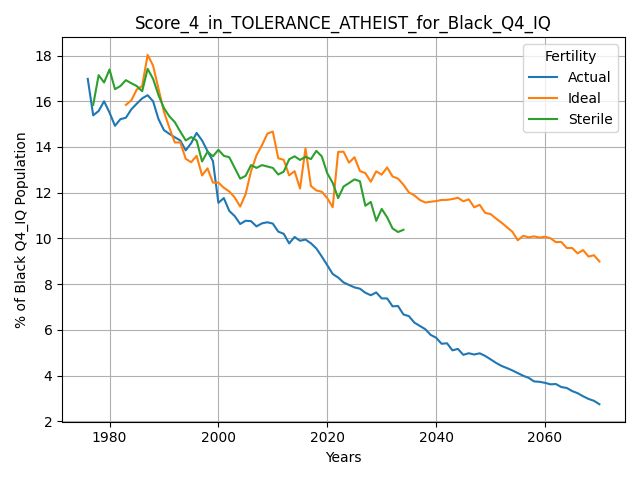 Score_4_in_TOLERANCE_ATHEIST_for_Black_Q4_IQ
Fertility
Actual
Ideal
Sterile
% of Black Q4_IQ Population
18
16
14
12
10
8
6
4
2
1980
2000
2020
2040
2060
Years